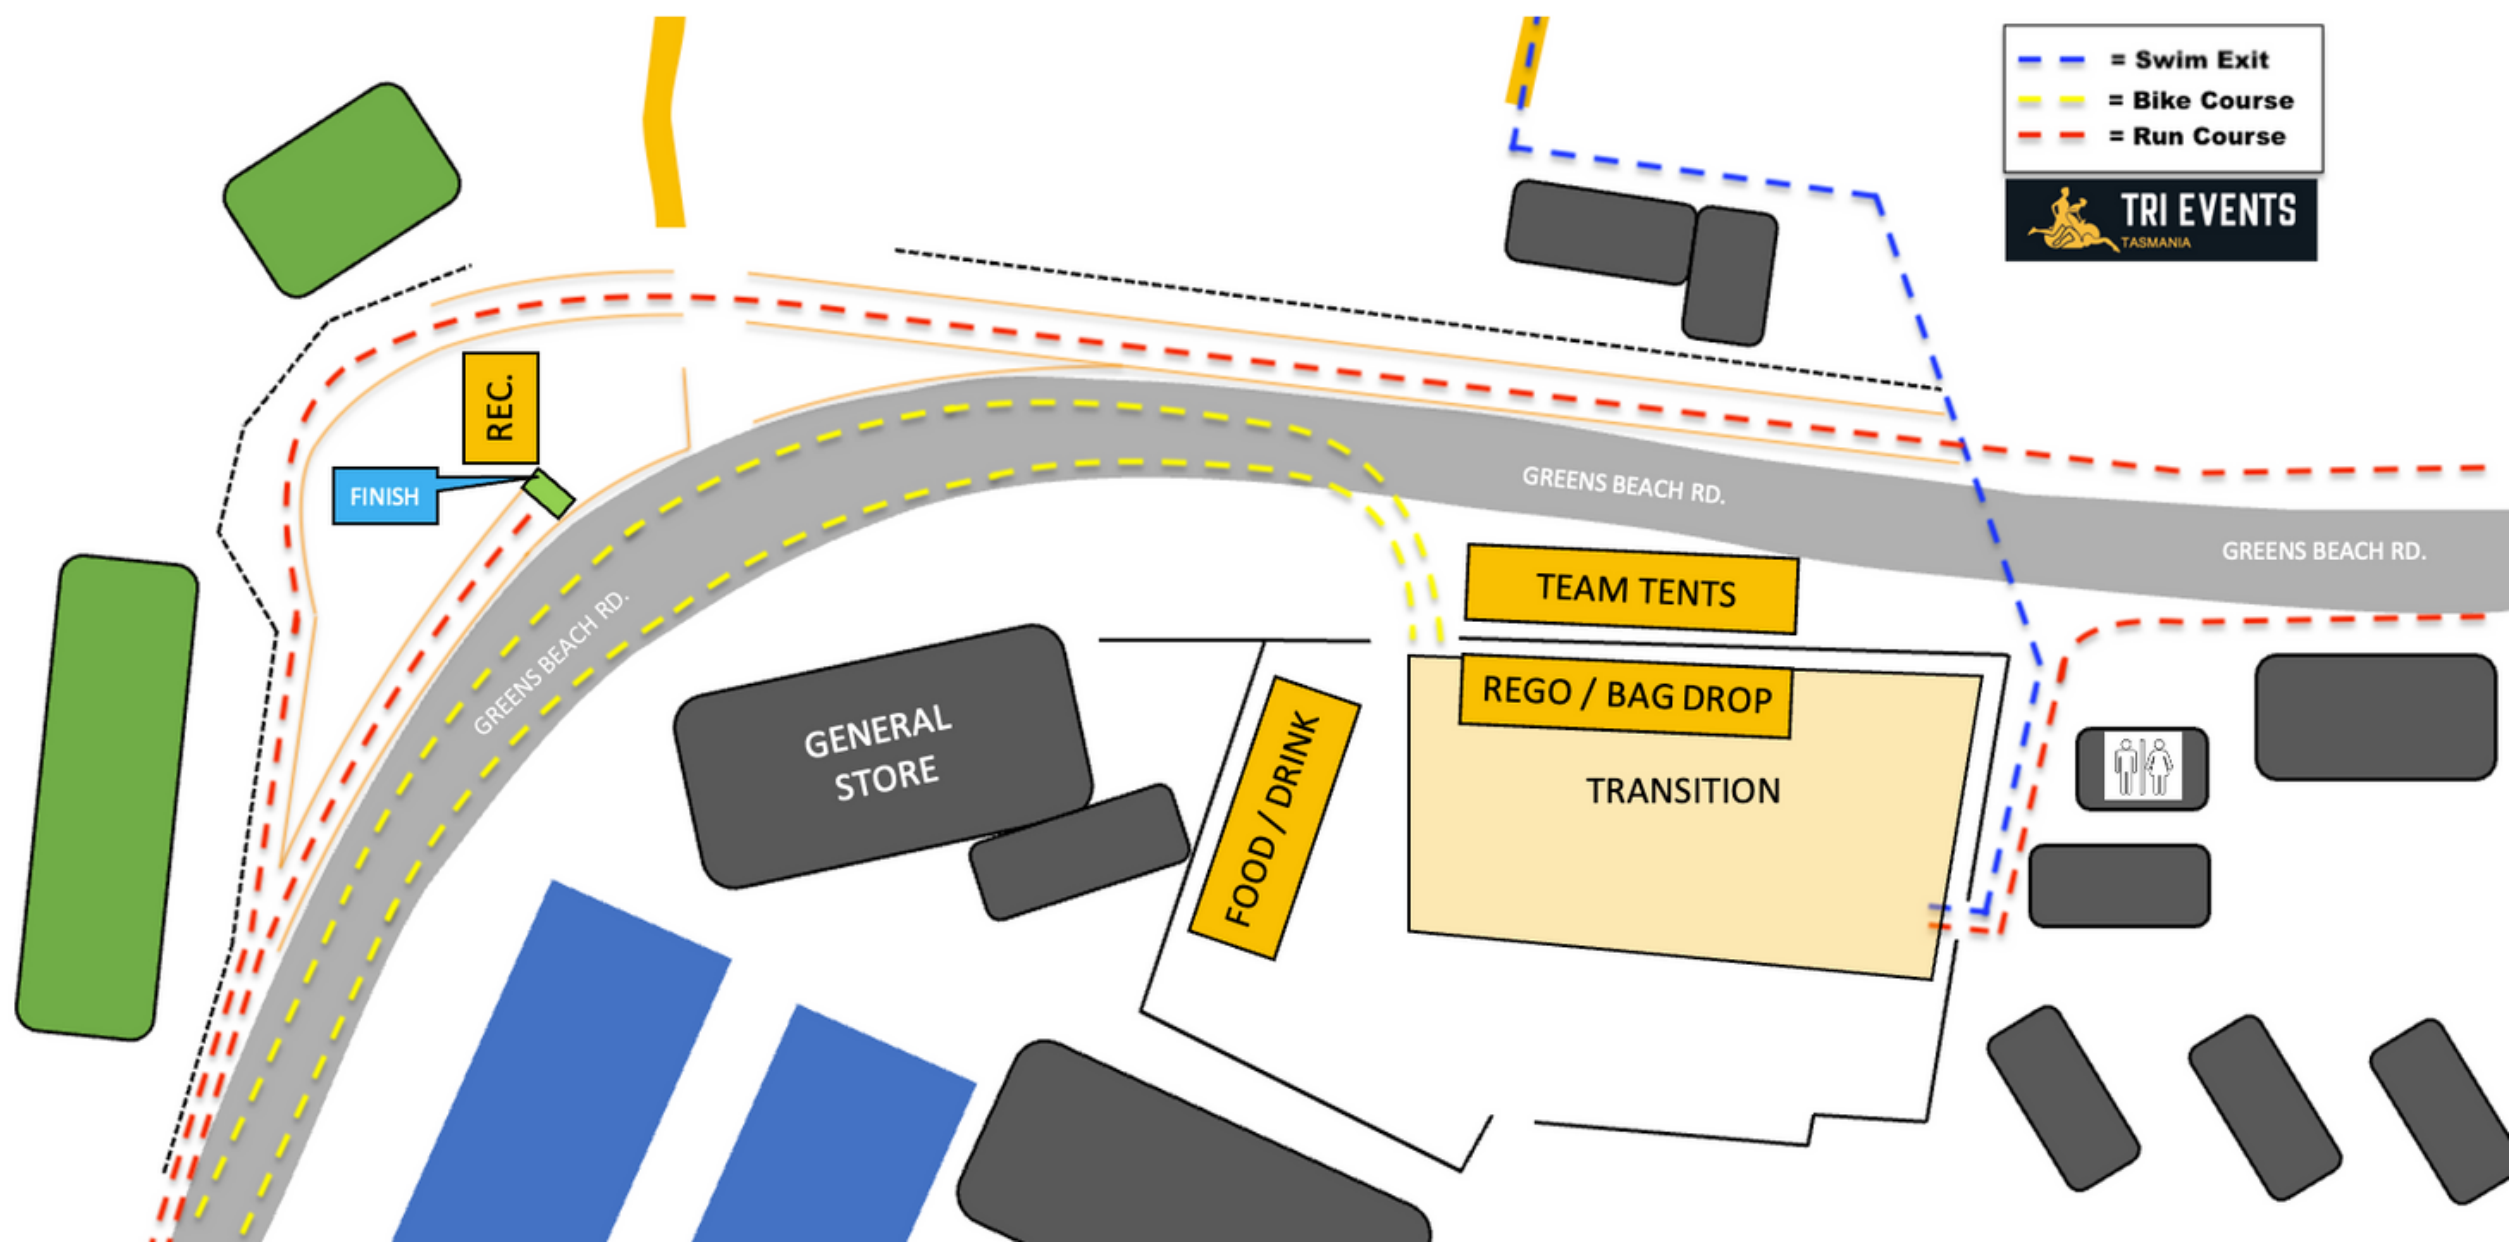 = Swim Exit
= Bike Course
= Run Course
TRI EVENTS
TASMANIA
REC.
FINISH
GREENS BEACH RD.
GREENS BEACH RD.
TEAM TENTS
GREENS BEACH RD.
REGO / BAG DROP
GENERAL
STORE
FOOD / DRINK
TRANSITION